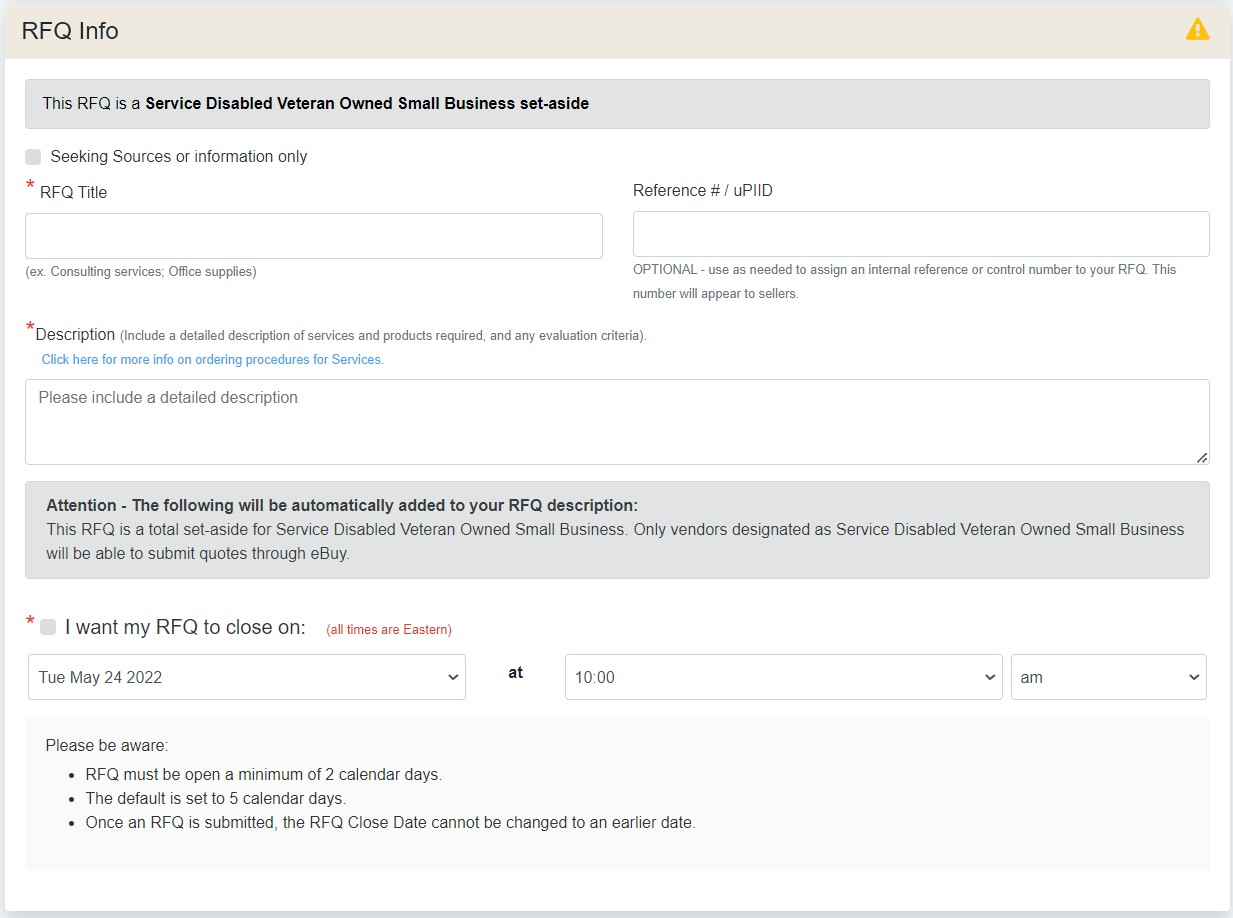 RFQ Info
This RFQ is a Service Disabled Veteran Owned Small Business set-aside
Seeking Sources or information only
* RFQ Title
Reference # / uPIID
(ex. Consulting services; Office supplies)
OPTIONAL - use as needed to assign an internal reference or control number to your RFQ. This
number will appear to sellers.
*Description (Include a detailed description of services and products required, and any evaluation criteria).
Click here for more info on ordering procedures for Services.
Please include a detailed description
Attention - The following will be automatically added to your RFQ description:
This RFQ is a total set-aside for Service Disabled Veteran Owned Small Business. Only vendors designated as Service Disabled Veteran Owned Small Business
will be able to submit quotes through eBuy.
* I want my RFQ to close on: (all times are Eastern)
Tue May 24 2022 at 10:00 am
Please be aware:
• RFQ must be open a minimum of 2 calendar days.
• The default is set to 5 calendar days.
• Once an RFQ is submitted, the RFQ Close Date cannot be changed to an earlier date.